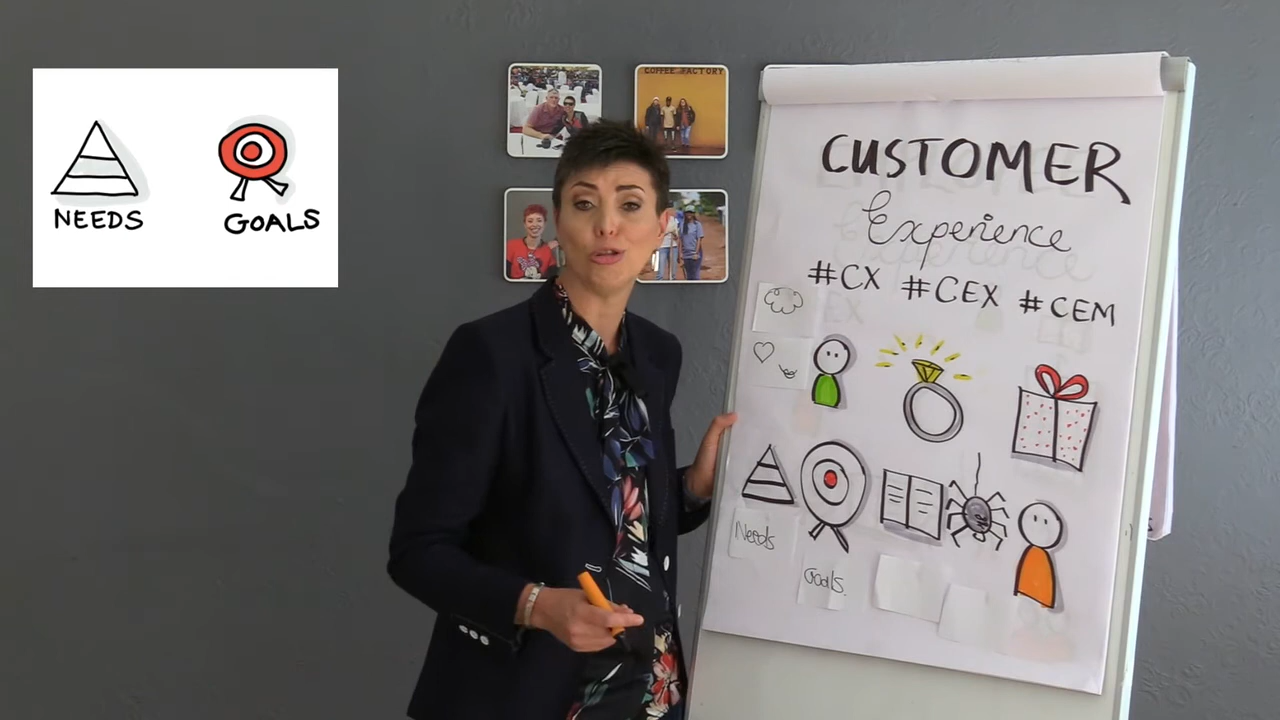 NEEDS
GOALS
COFFEE FACTORY
CUSTOMER
Experience
#CX #CEX #CEM
Needs
Goals.